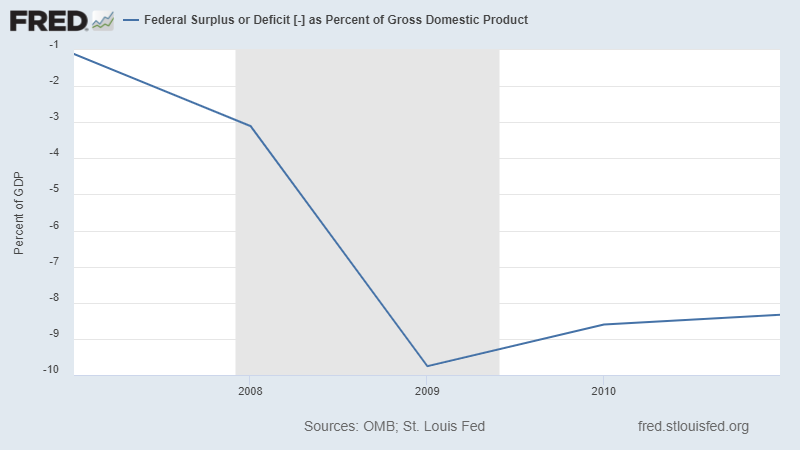 FRED
Federal Surplus or Deficit [-] as Percent of Gross Domestic Product
-1
-2
-3
-4
-5
-6
-7
-8
-9
-10
Percent of GDP
2008
2009
2010
Sources: OMB; St. Louis Fed
fred.stlouisfed.org